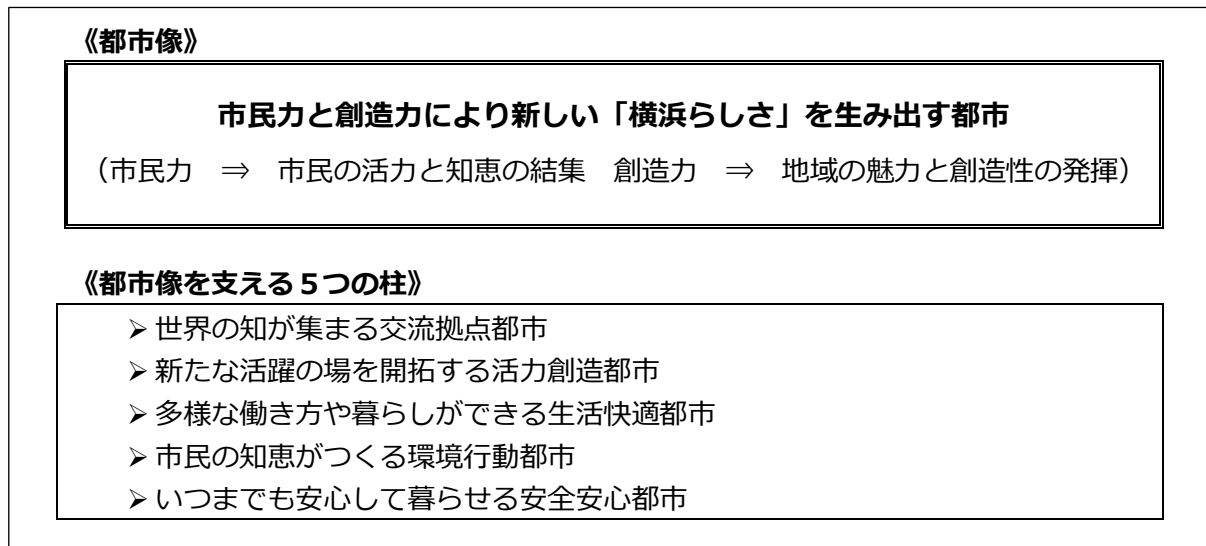 《都市像》
市民力と創造力により新しい「横浜らしさ」を生み出す都市
（市民力　⇒　市民の活力と知恵の結集　創造力　⇒　地域の魅力と創造性の発揮）
《都市像を支える５つの柱》
➢ 世界の知が集まる交流拠点都市
➢ 新たな活躍の場を開拓する活力創造都市
➢ 多様な働き方や暮らしができる生活快適都市
➢ 市民の知恵がつくる環境行動都市
➢ いつまでも安心して暮らせる安全安心都市